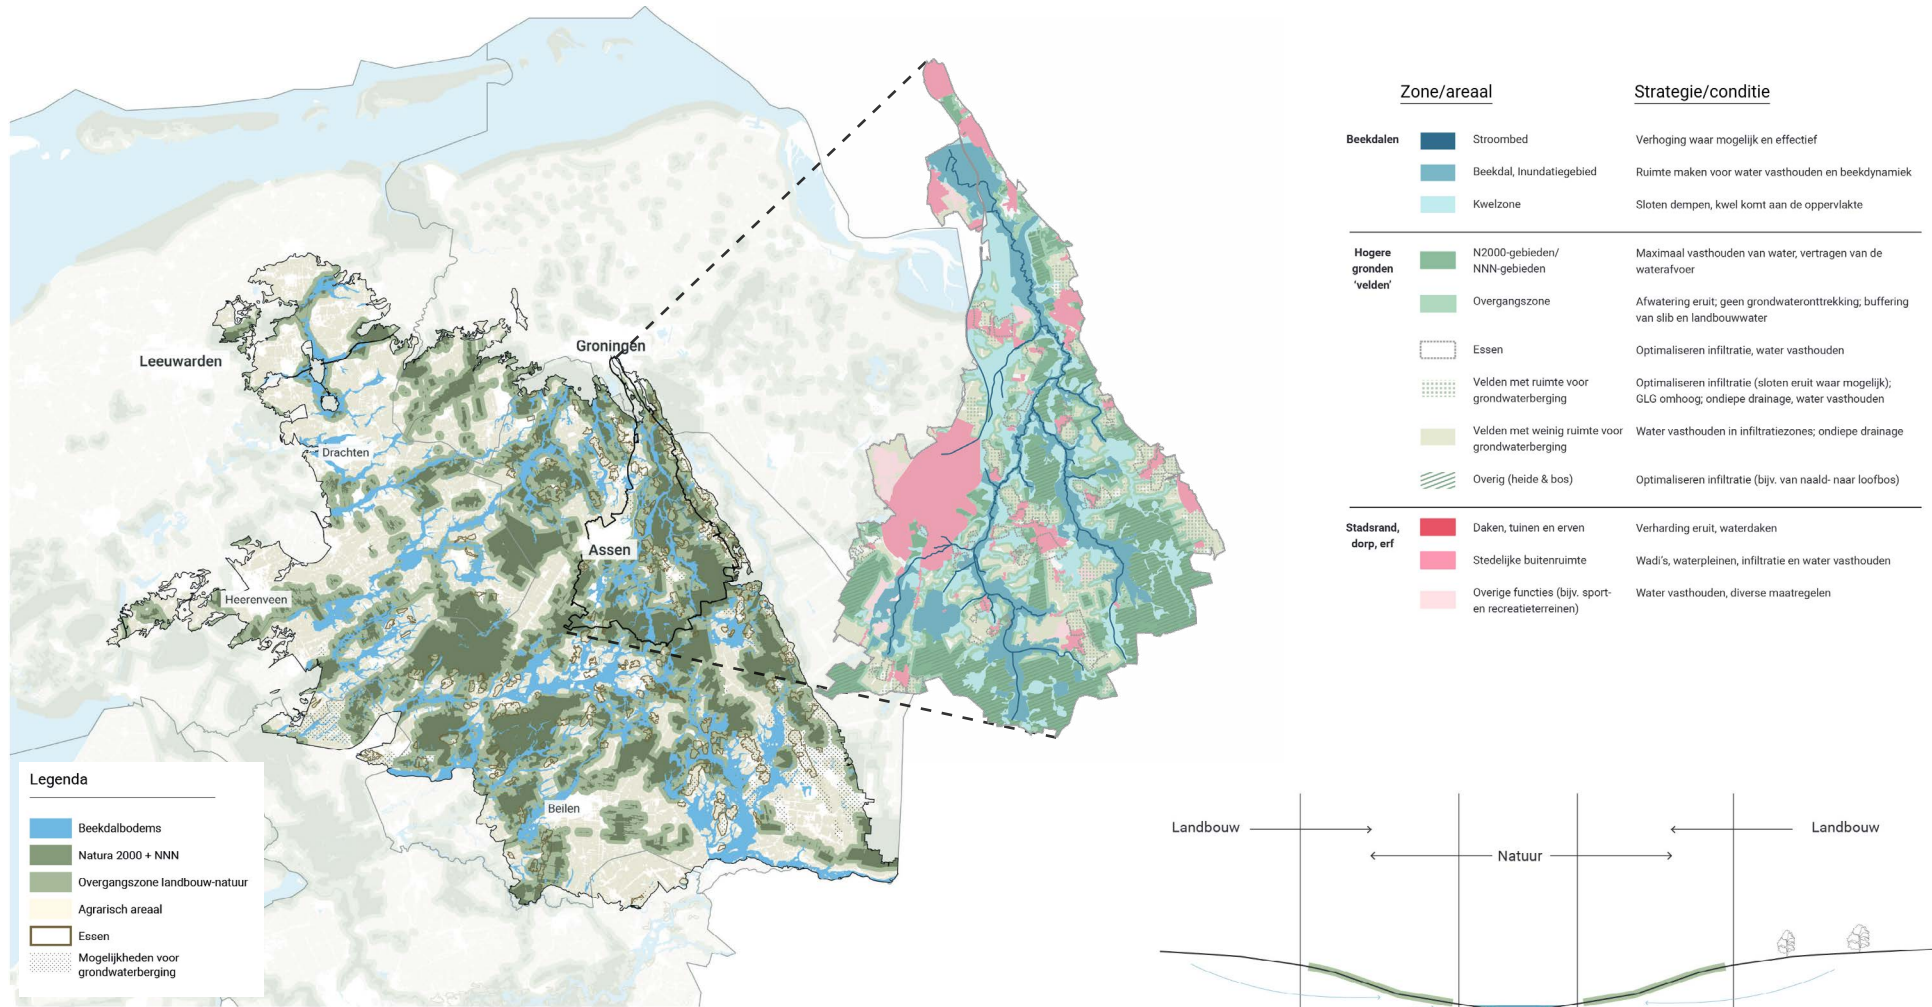 Leeuwarden
Groningen
Drachten
Assen
Heerenveen
Beilen
Legenda
Beekdalbodems
Natura 2000 + NNN
Overgangszone landbouw-natuur
Agrarisch areaal
Essen
Mogelijkheden voor
grondwaterberging
Zone/areaal Strategie/conditie
Beekdalen Stroombed Verhoging waar mogelijk en effectief
Beekdal, Inundatiegebied Ruimte maken voor water vasthouden en beekdynamiek
Kwelzone Sloten dempen, kwel komt aan de oppervlakte
Hogere N2000-gebieden/ Maximaal vasthouden van water, vertragen van de
gronden NNN-gebieden waterafvoer
'velden'
Overgangszone Afwatering eruit; geen grondwateronttrekking; buffering
van slib en landbouwwater
Essen Optimaliseren infiltratie, water vasthouden
Velden met ruimte voor Optimaliseren infiltratie (sloten eruit waar mogelijk);
grondwaterberging GLG omhoog; ondiepe drainage, water vasthouden
Velden met weinig ruimte voor Water vasthouden in infiltratiezones; ondiepe drainage
grondwaterberging
Overig (heide & bos) Optimaliseren infiltratie (bijv. van naald- naar loofbos)
Stadsrand, Daken, tuinen en erven Verharding eruit, waterdaken
dorp, erf
Stedelijke buitenruimte Wadi's, waterpleinen, infiltratie en water vasthouden
Overige functies (bijv. sport- Water vasthouden, diverse maatregelen
en recreatieterreinen)
Landbouw Landbouw
Natuur